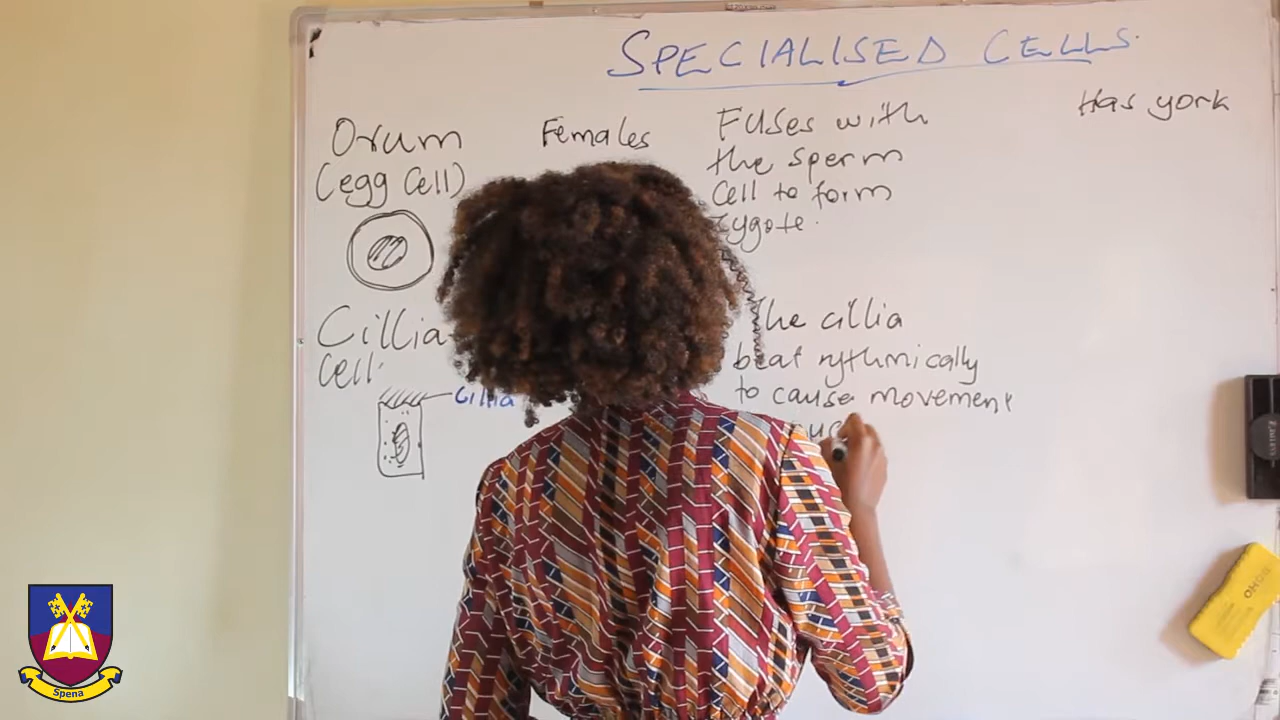 SPECIALISED CELLS.
Ovum
(egg cell)
Females
Fuses with
the sperm
cell to form
zygote.
Has york
Cillia
cell.
Cillia
The cillia
beat rythmically
to cause movement
Spena